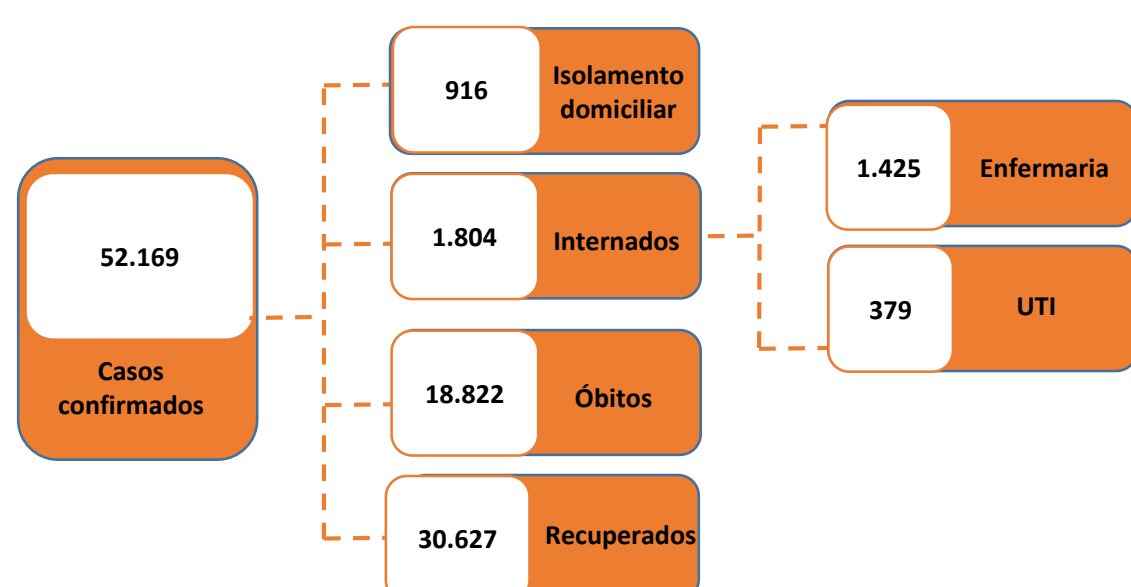 52.169
Casos
confirmados
916
Isolamento
domiciliar
1.804
Internados
18.822
Óbitos
30.627
Recuperados
1.425
Enfermaria
379
UTI